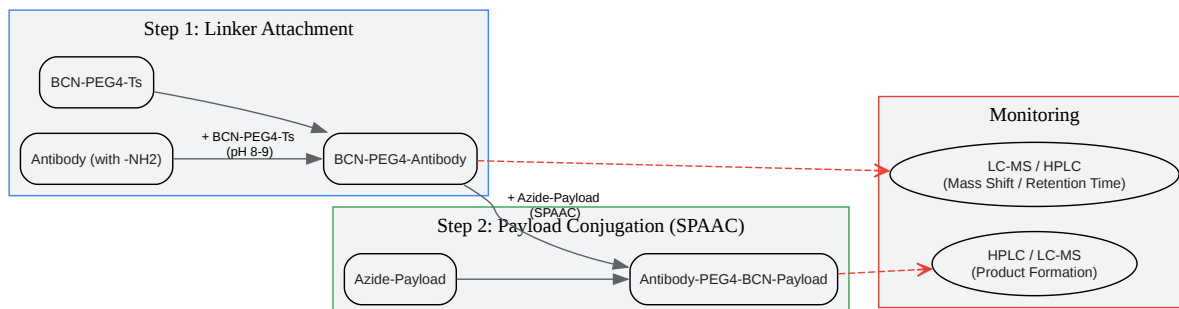 Step 1: Linker Attachment
BCN-PEG4-Ts
Antibody (with -NH2)
+ BCN-PEG4-Ts
(pH 8-9)
BCN-PEG4-Antibody
+ Azide-Payload
(SPAAC)
Step 2: Payload Conjugation (SPAAC)
Azide-Payload
Antibody-PEG4-BCN-Payload
Monitoring
LC-MS / HPLC
(Mass Shift / Retention Time)
HPLC / LC-MS
(Product Formation)